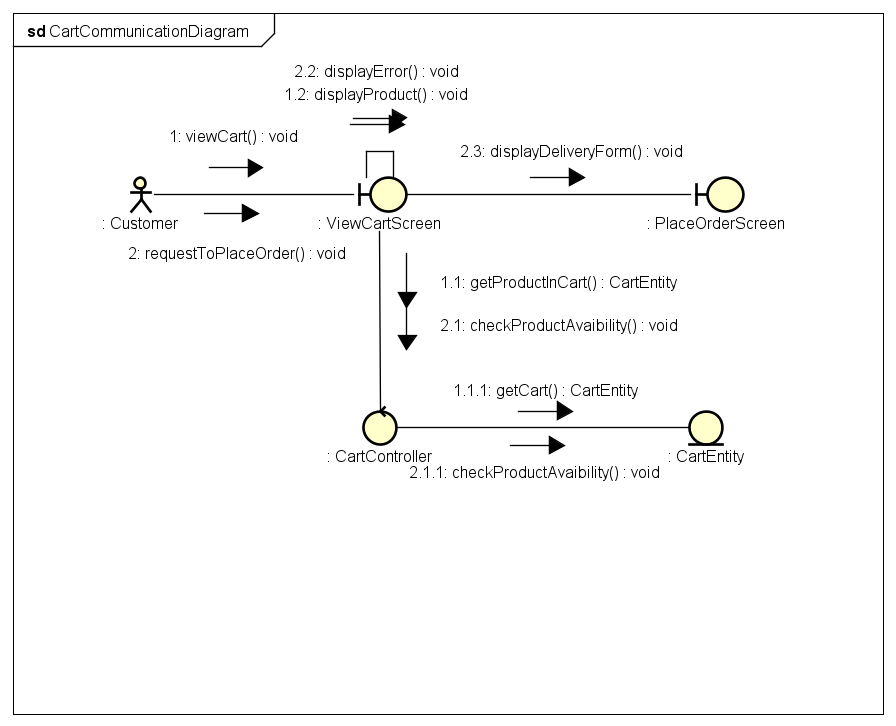 sd CartCommunicationDiagram
2.2: displayError() : void
1.2: displayProduct() : void
1: viewCart() : void
2.3: displayDeliveryForm() : void
: Customer
: ViewCartScreen
: PlaceOrderScreen
2: requestToPlaceOrder() : void
1.1: getProductInCart() : CartEntity
2.1: checkProductAvaibility() : void
1.1.1: getCart() : CartEntity
: CartController
: CartEntity
2.1.1: checkProductAvaibility() : void